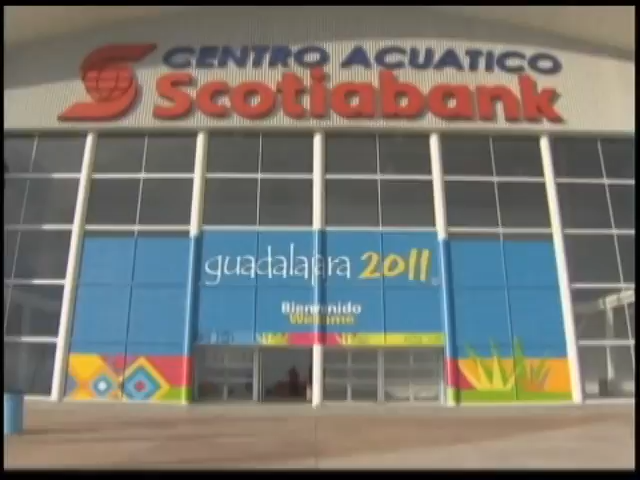 CENTRO ACUATICO
Scotiabank
guadalajara 2011
Bienvenido
Welcome